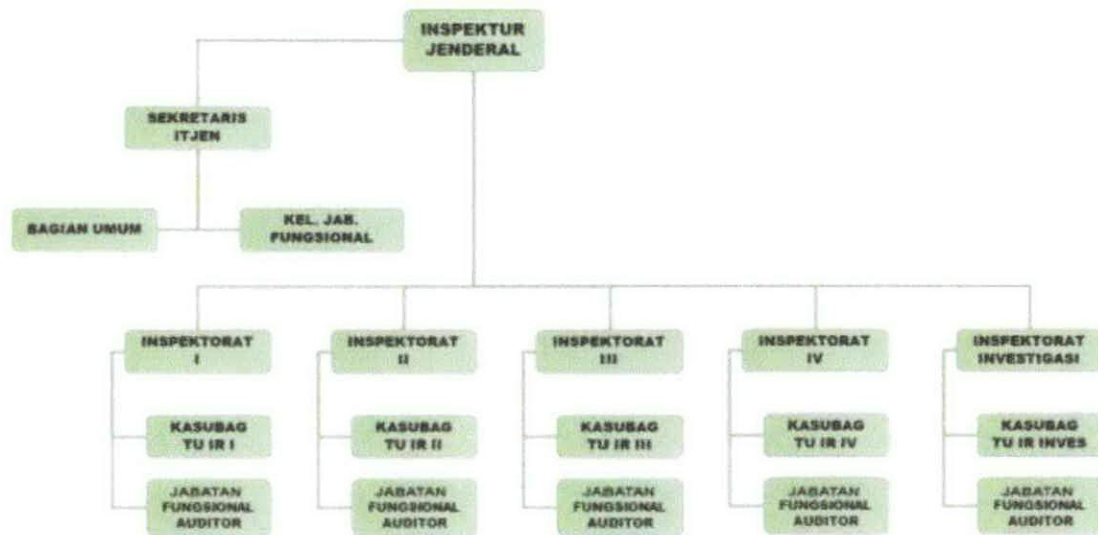 INSPEKTUR
JENDERAL
SEKRETARIS
ITJEN
BAGIAN UMUM
KEL. JAB.
FUNGSIONAL
INSPEKTORAT
I
INSPEKTORAT
II
INSPEKTORAT
III
INSPEKTORAT
IV
INSPEKTORAT
INVESTIGASI
KASUBAG
TU IR I
KASUBAG
TU IR II
KASUBAG
TU IR III
KASUBAG
TU IR IV
KASUBAG
TU IR INVES
JABATAN
FUNGSIONAL
AUDITOR
JABATAN
FUNGSIONAL
AUDITOR
JABATAN
FUNGSIONAL
AUDITOR
JABATAN
FUNGSIONAL
AUDITOR
JABATAN
FUNGSIONAL
AUDITOR